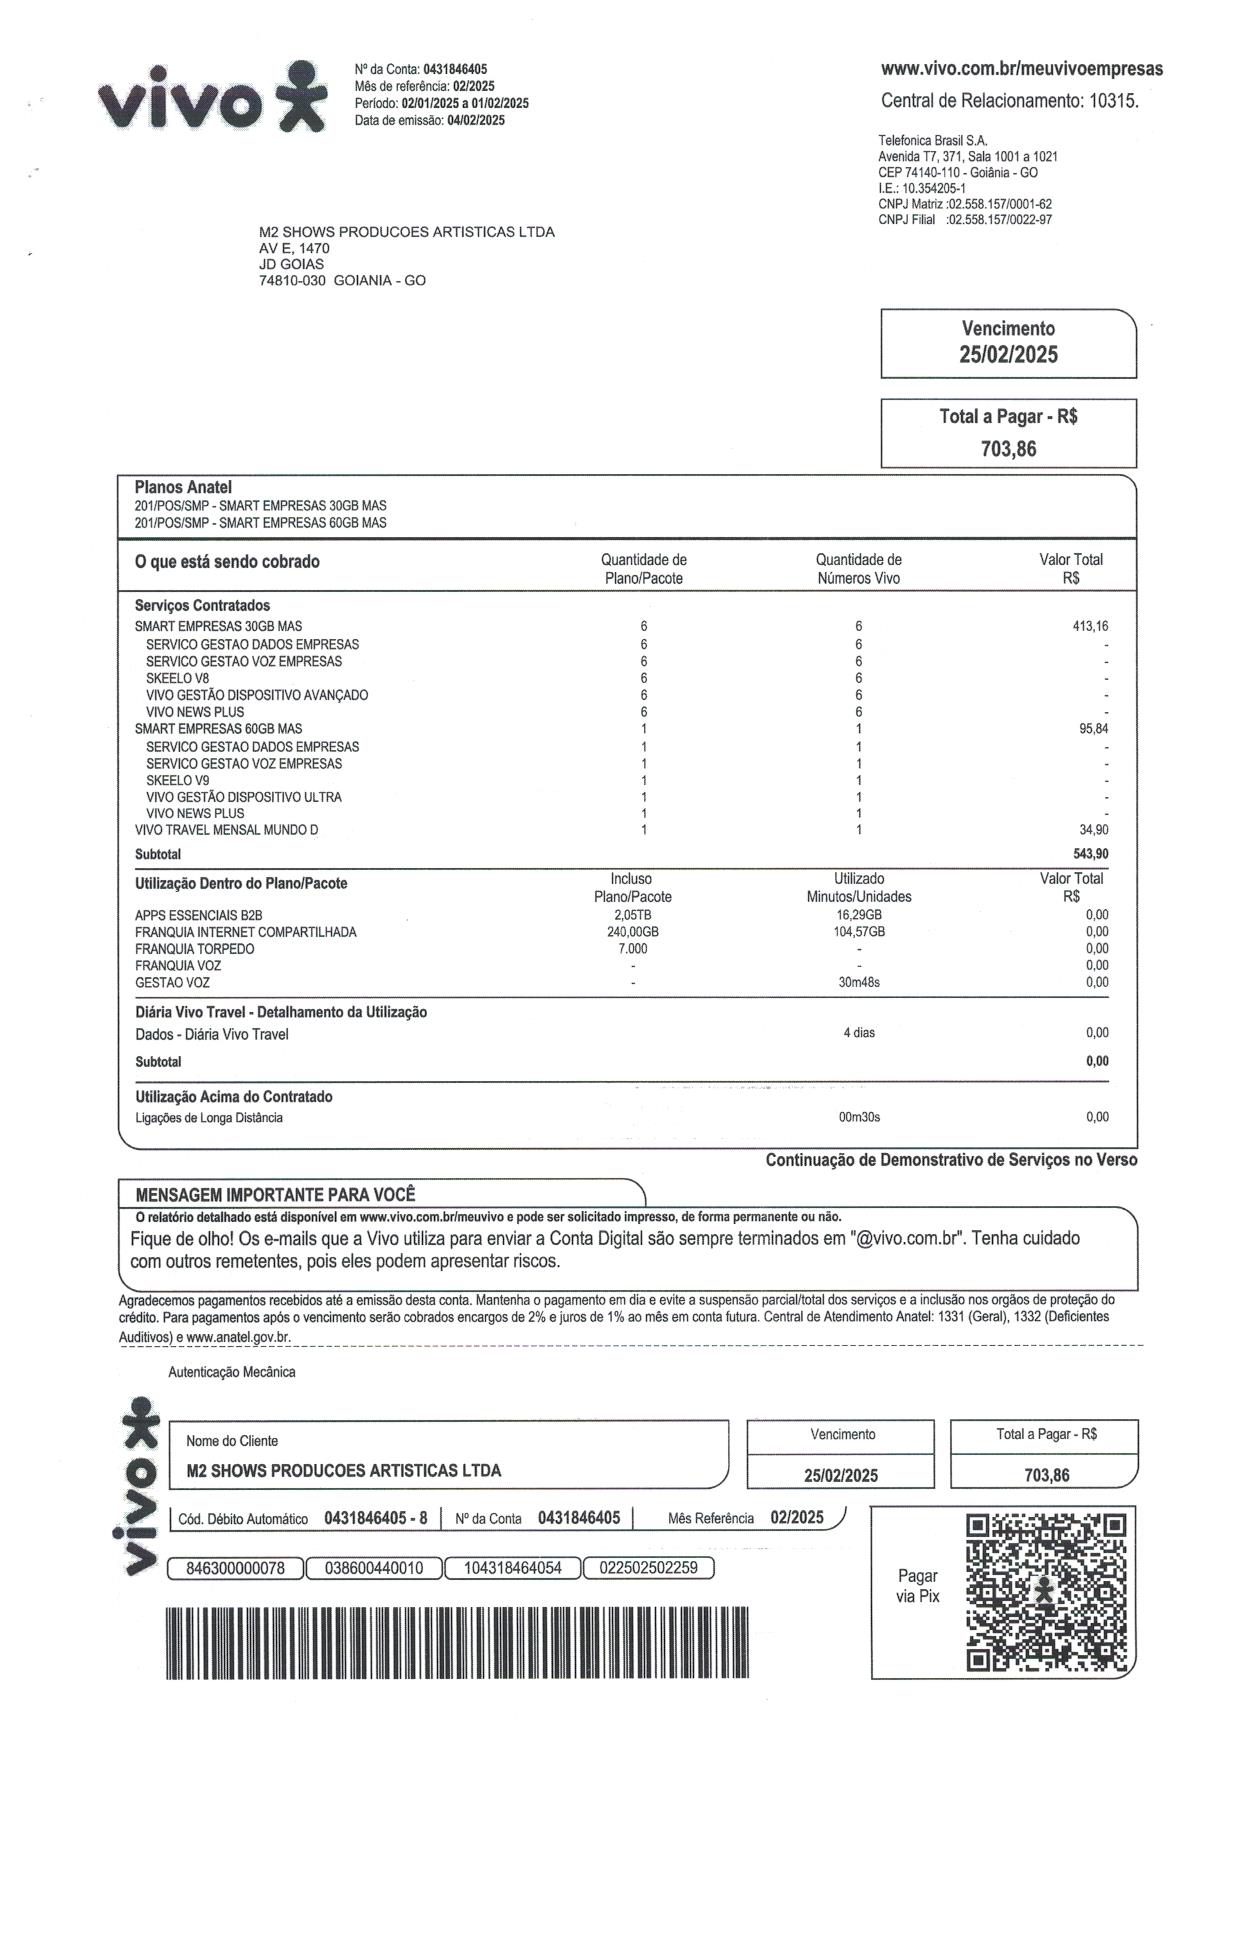 vivo
Nº da Conta: 0431846405
Mês de referência: 02/2025
Período: 02/01/2025 a 01/02/2025
Data de emissão: 04/02/2025
www.vivo.com.br/meuvivoempresas
Central de Relacionamento: 10315.
Telefonica Brasil S.A.
Avenida T7, 371, Sala 1001 a 1021
CEP 74140-110 - Goiânia - GO
I.E.: 10.354205-1
CNPJ Matriz :02.558.157/0001-62
CNPJ Filial :02.558.157/0022-97
M2 SHOWS PRODUCOES ARTISTICAS LTDA
AV E, 1470
JD GOIAS
74810-030 GOIANIA - GO
Vencimento
25/02/2025
Total a Pagar - R$
703,86
Planos Anatel
201/POS/SMP - SMART EMPRESAS 30GB MAS
201/POS/SMP - SMART EMPRESAS 60GB MAS
O que está sendo cobrado Quantidade de Plano/Pacote Quantidade de Números Vivo Valor Total R$
Serviços Contratados
SMART EMPRESAS 30GB MAS 6 6 413,16
SERVICO GESTAO DADOS EMPRESAS 6 6 -
SERVICO GESTAO VOZ EMPRESAS 6 6 -
SKEELO V8 6 6 -
VIVO GESTÃO DISPOSITIVO AVANÇADO 6 6 -
VIVO NEWS PLUS 6 6 -
SMART EMPRESAS 60GB MAS 1 1 95,84
SERVICO GESTAO DADOS EMPRESAS 1 1 -
SERVICO GESTAO VOZ EMPRESAS 1 1 -
SKEELO V9 1 1 -
VIVO GESTÃO DISPOSITIVO ULTRA 1 1 -
VIVO NEWS PLUS 1 1 -
VIVO TRAVEL MENSAL MUNDO D 1 1 34,90
Subtotal 543,90
Utilização Dentro do Plano/Pacote Incluso Plano/Pacote Utilizado Minutos/Unidades Valor Total R$
APPS ESSENCIAIS B2B 2,05TB 16,29GB 0,00
FRANQUIA INTERNET COMPARTILHADA 240,00GB 104,57GB 0,00
FRANQUIA TORPEDO 7.000 - 0,00
FRANQUIA VOZ - - 0,00
GESTAO VOZ - 30m48s 0,00
Diária Vivo Travel - Detalhamento da Utilização
Dados - Diária Vivo Travel 4 dias 0,00
Subtotal 0,00
Utilização Acima do Contratado
Ligações de Longa Distância 00m30s 0,00
Continuação de Demonstrativo de Serviços no Verso
MENSAGEM IMPORTANTE PARA VOCÊ
O relatório detalhado está disponível em www.vivo.com.br/meuvivo e pode ser solicitado impresso, de forma permanente ou não.
Fique de olho! Os e-mails que a Vivo utiliza para enviar a Conta Digital são sempre terminados em "@vivo.com.br". Tenha cuidado
com outros remetentes, pois eles podem apresentar riscos.
Agradecemos pagamentos recebidos até a emissão desta conta. Mantenha o pagamento em dia e evite a suspensão parcial/total dos serviços e a inclusão nos orgãos de proteção do
crédito. Para pagamentos após o vencimento serão cobrados encargos de 2% e juros de 1% ao mês em conta futura. Central de Atendimento Anatel: 1331 (Geral), 1332 (Deficientes
Auditivos) e www.anatel.gov.br.
Autenticação Mecânica
vivo
Nome do Cliente
M2 SHOWS PRODUCOES ARTISTICAS LTDA
Vencimento
25/02/2025
Total a Pagar - R$
703,86
Cód. Débito Automático 0431846405 - 8 Nº da Conta 0431846405 Mês Referência 02/2025
846300000078 038600440010 104318464054 022502502259
Pagar
via Pix